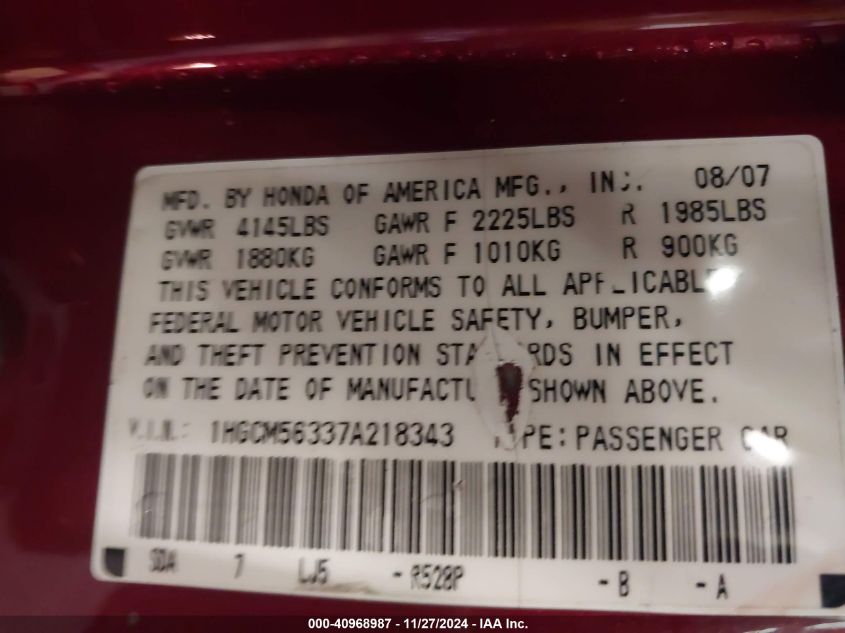 MFD. BY HONDA OF AMERICA MFG., INC. 08/07
GVWR 4145LBS GAWR F 2225LBS R 1985LBS
GVWR 1880KG GAWR F 1010KG R 900KG
THIS VEHICLE CONFORMS TO ALL APPLICABLE
FEDERAL MOTOR VEHICLE SAFETY, BUMPER,
AND THEFT PREVENTION STANDARDS IN EFFECT
ON THE DATE OF MANUFACTURE SHOWN ABOVE.
V.I.N.: 1HGCM56337A218343 TYPE: PASSENGER CAR
SDA 7 LJ5 - R528P - B - A
000-40968987 - 11/27/2024 - IAA Inc.